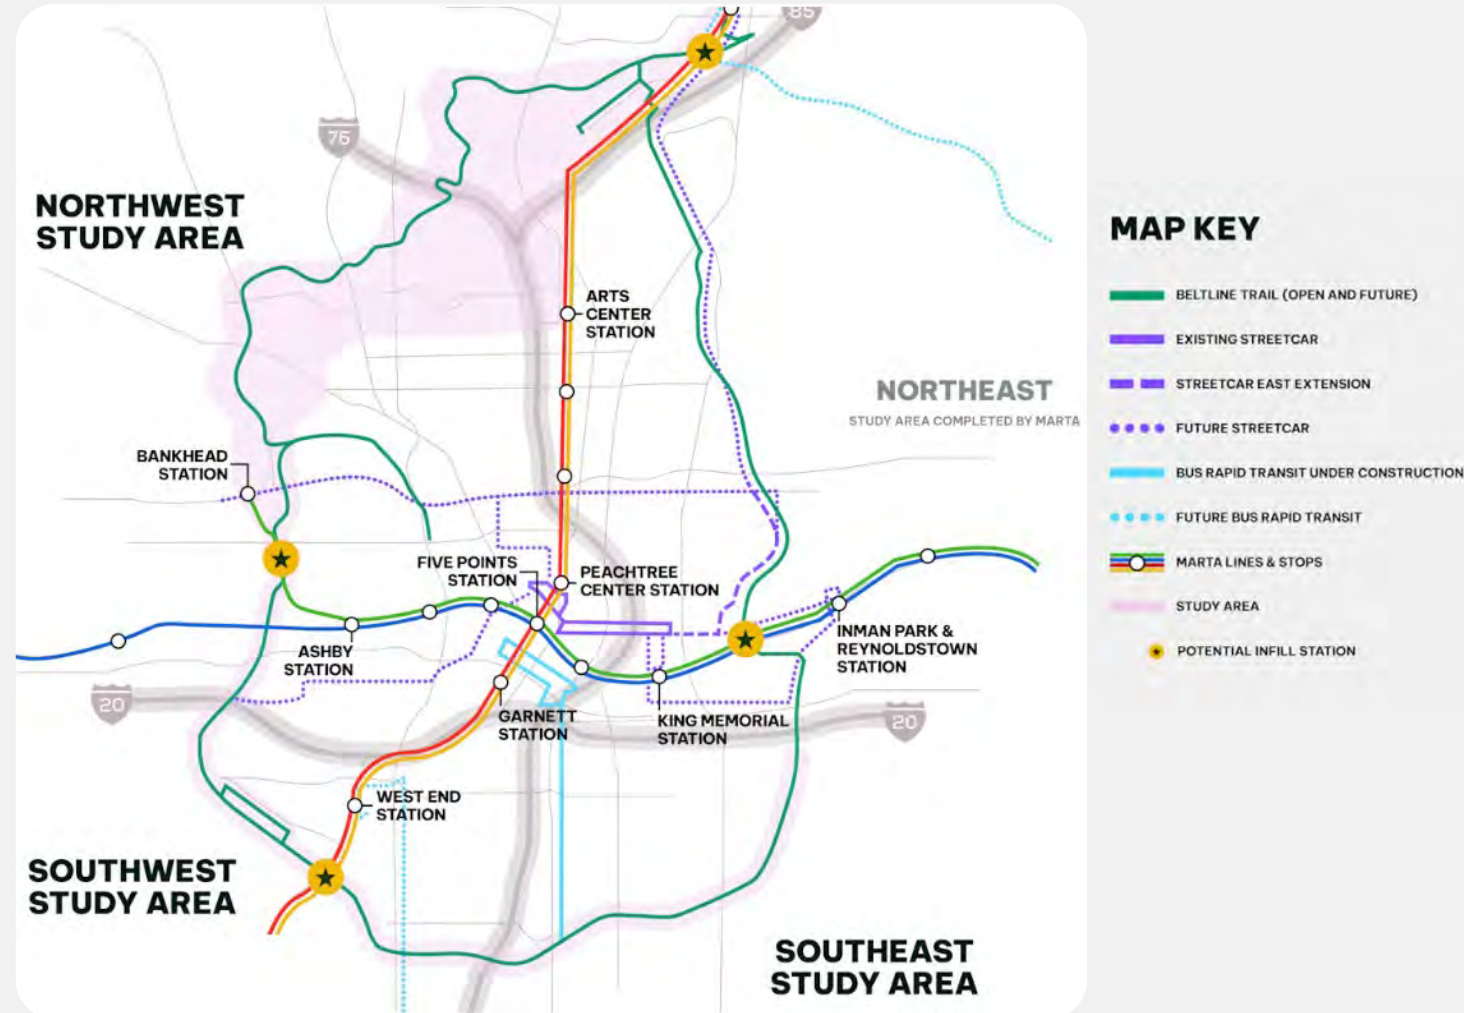 85
75
NORTHWEST
STUDY AREA
ARTS
CENTER
STATION
NORTHEAST
STUDY AREA COMPLETED BY MARTA
BANKHEAD
STATION
FIVE POINTS
STATION
PEACHTREE
CENTER STATION
ASHBY
STATION
INMAN PARK &
REYNOLDSTOWN
STATION
20
GARNETT
STATION
KING MEMORIAL
STATION
20
WEST END
STATION
SOUTHWEST
STUDY AREA
SOUTHEAST
STUDY AREA
MAP KEY
BELTLINE TRAIL (OPEN AND FUTURE)
EXISTING STREETCAR
STREETCAR EAST EXTENSION
FUTURE STREETCAR
BUS RAPID TRANSIT UNDER CONSTRUCTION
FUTURE BUS RAPID TRANSIT
MARTA LINES & STOPS
STUDY AREA
POTENTIAL INFILL STATION